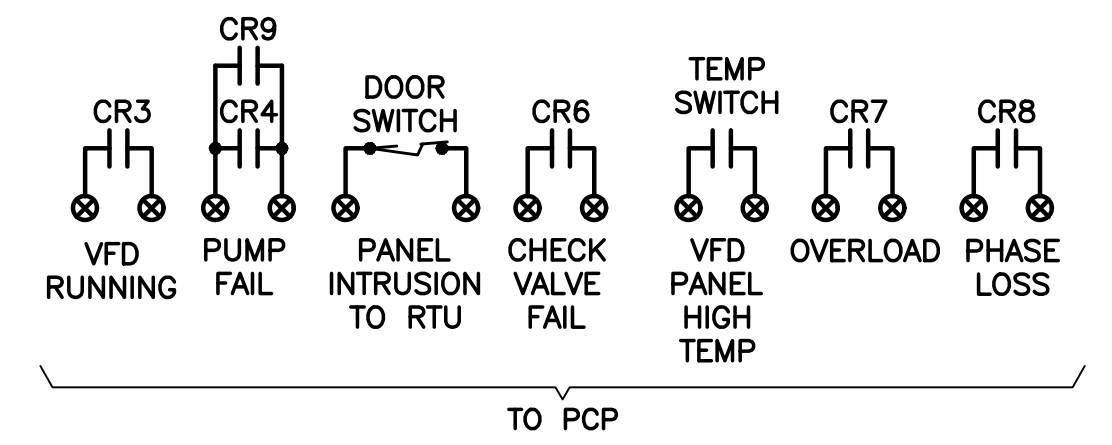 CR9
CR3
CR4
DOOR
SWITCH
CR6
TEMP
SWITCH
CR7
CR8
VFD
RUNNING
PUMP
FAIL
PANEL
INTRUSION
TO RTU
CHECK
VALVE
FAIL
VFD
PANEL
HIGH
TEMP
OVERLOAD
PHASE
LOSS
TO PCP